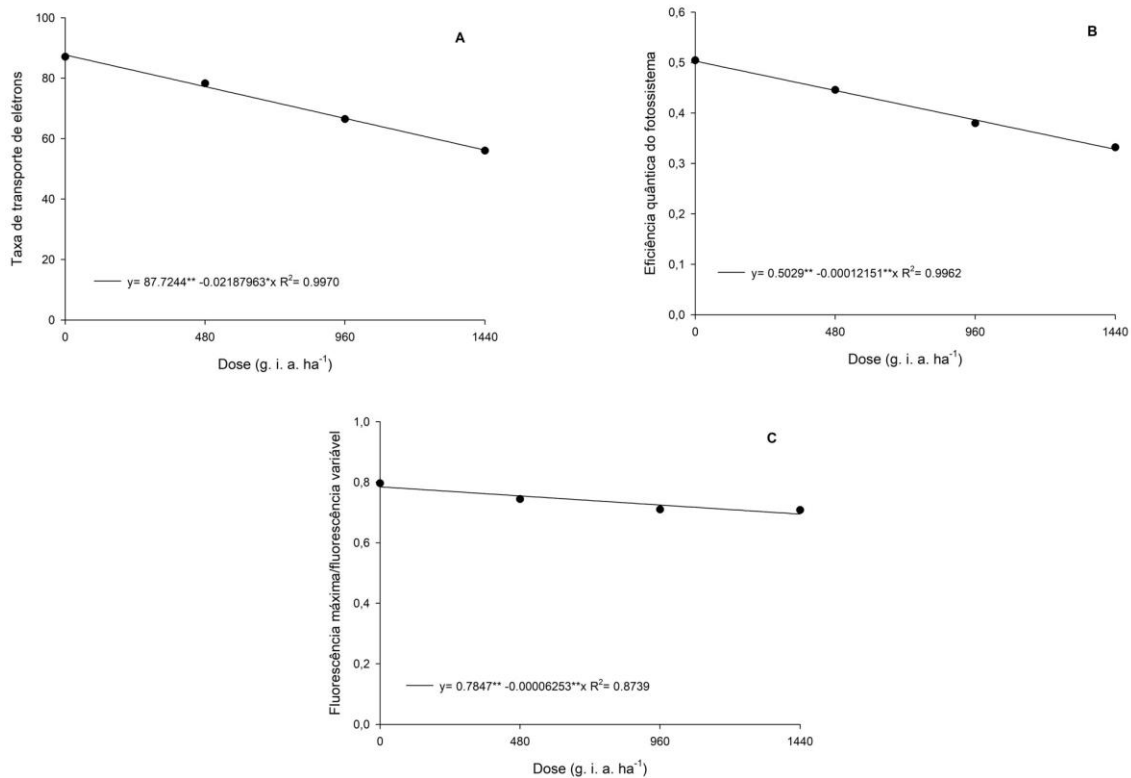 A
Taxa de transporte de elétrons
100
80
60
40
20
0
y= 87.7244** -0.02187963*x R²= 0.9970
0 480 960 1440
Dose (g. i. a. ha⁻¹)
B
Eficiência quântica do fotossistema
0,6
0,5
0,4
0,3
0,2
0,1
0,0
y= 0.5029** -0.00012151**x R²= 0.9962
0 480 960 1440
Dose (g. i. a. ha⁻¹)
C
Fluorescência máxima/fluorescência variável
1,0
0,8
0,6
0,4
0,2
0,0
y= 0.7847** -0.00006253**x R²= 0.8739
0 480 960 1440
Dose (g. i. a. ha⁻¹)